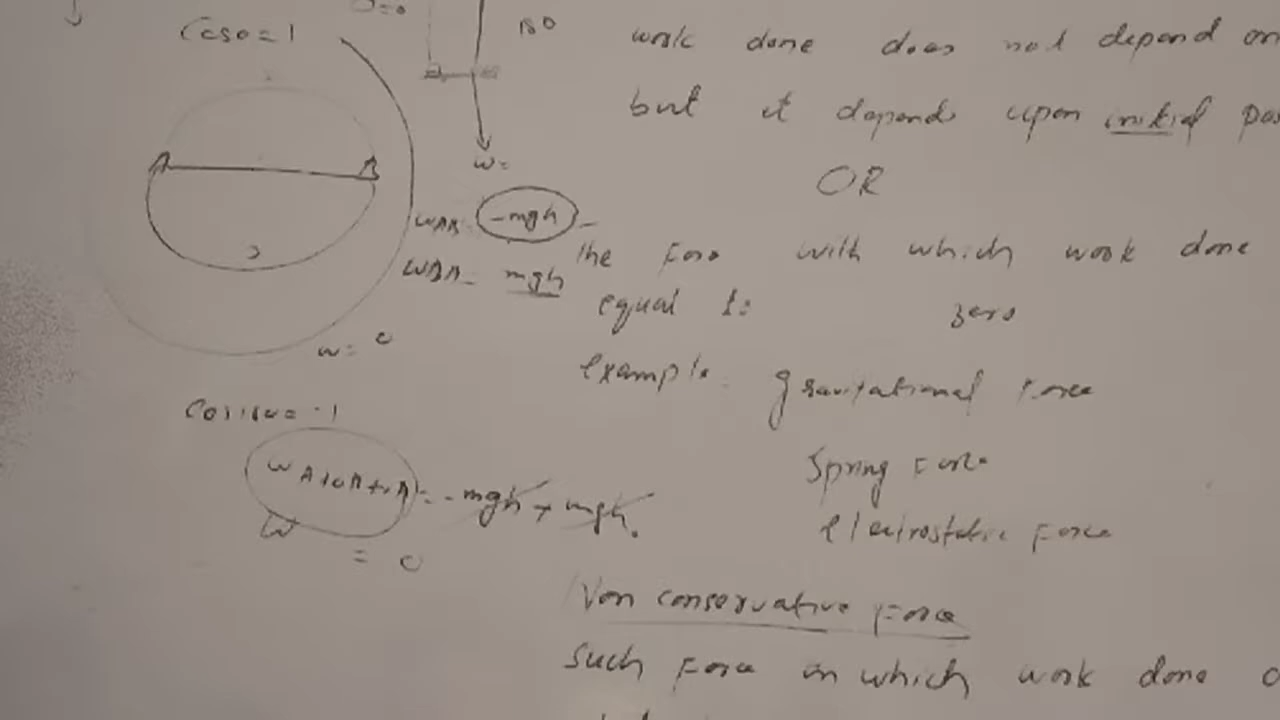 Cos0=1
180
A B
w=
WAB= -mgh
WBA= mgh
w= 0
Cos180= -1
W A to B + A = -mgh + mgh.
W
= 0
work done does not depend on
but it depends upon initial
OR
the Force with which work done
equal to zero
example. gravitational Force
Spring Force
electrostatic Force
Non conservative Force
such Force in which work done